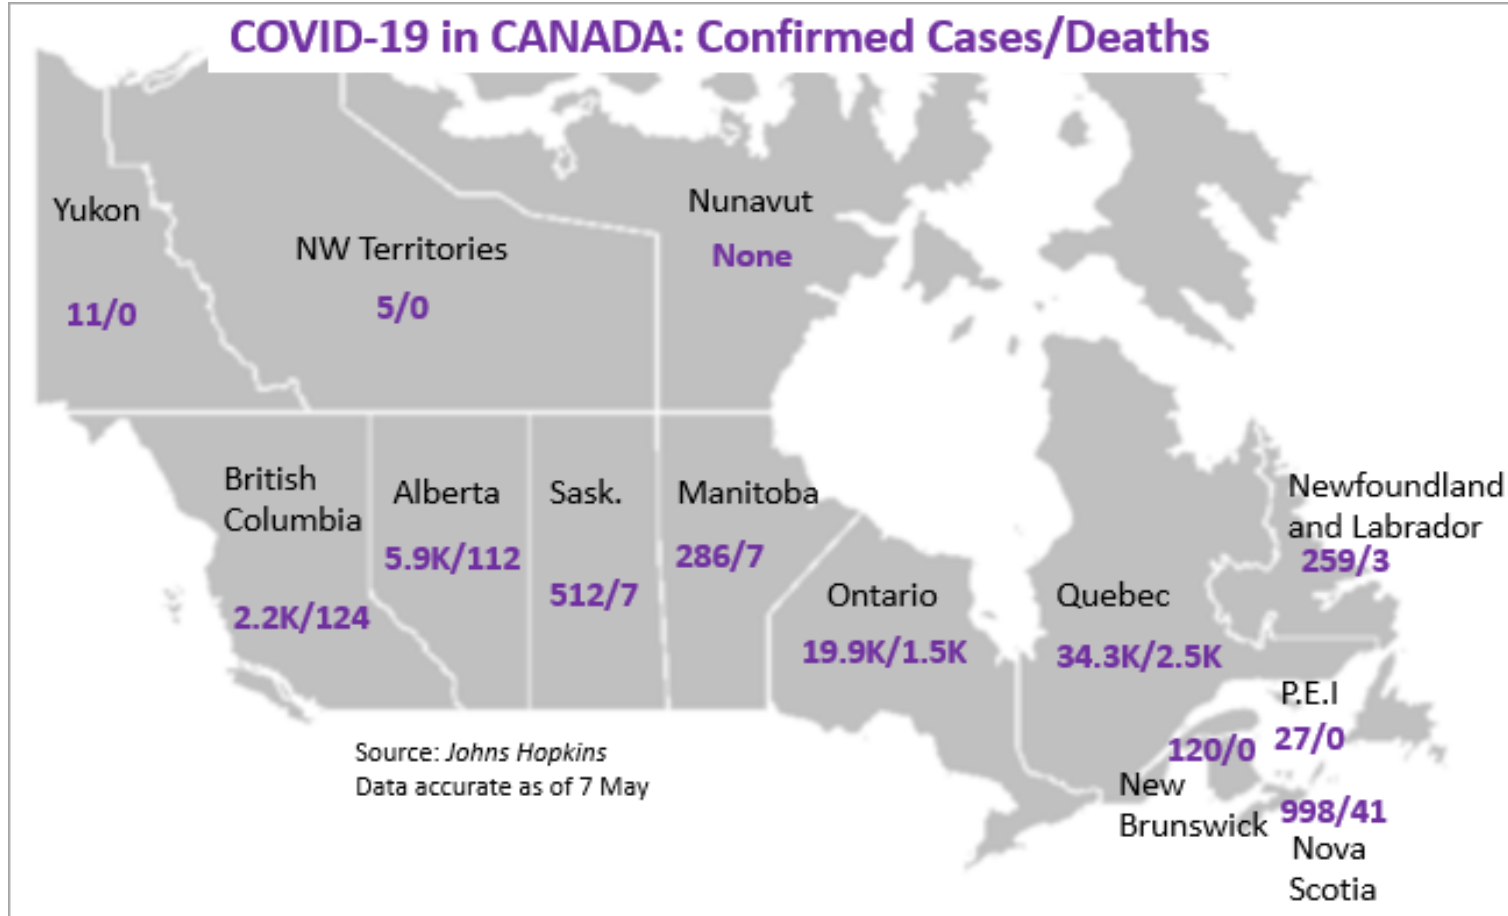 COVID-19 in CANADA: Confirmed Cases/Deaths
Yukon
11/0
NW Territories
5/0
Nunavut
None
British
Columbia
2.2K/124
Alberta
5.9K/112
Sask.
512/7
Manitoba
286/7
Ontario
19.9K/1.5K
Quebec
34.3K/2.5K
Newfoundland
and Labrador
259/3
P.E.I
27/0
120/0
New
Brunswick
998/41
Nova
Scotia
Source: Johns Hopkins
Data accurate as of 7 May